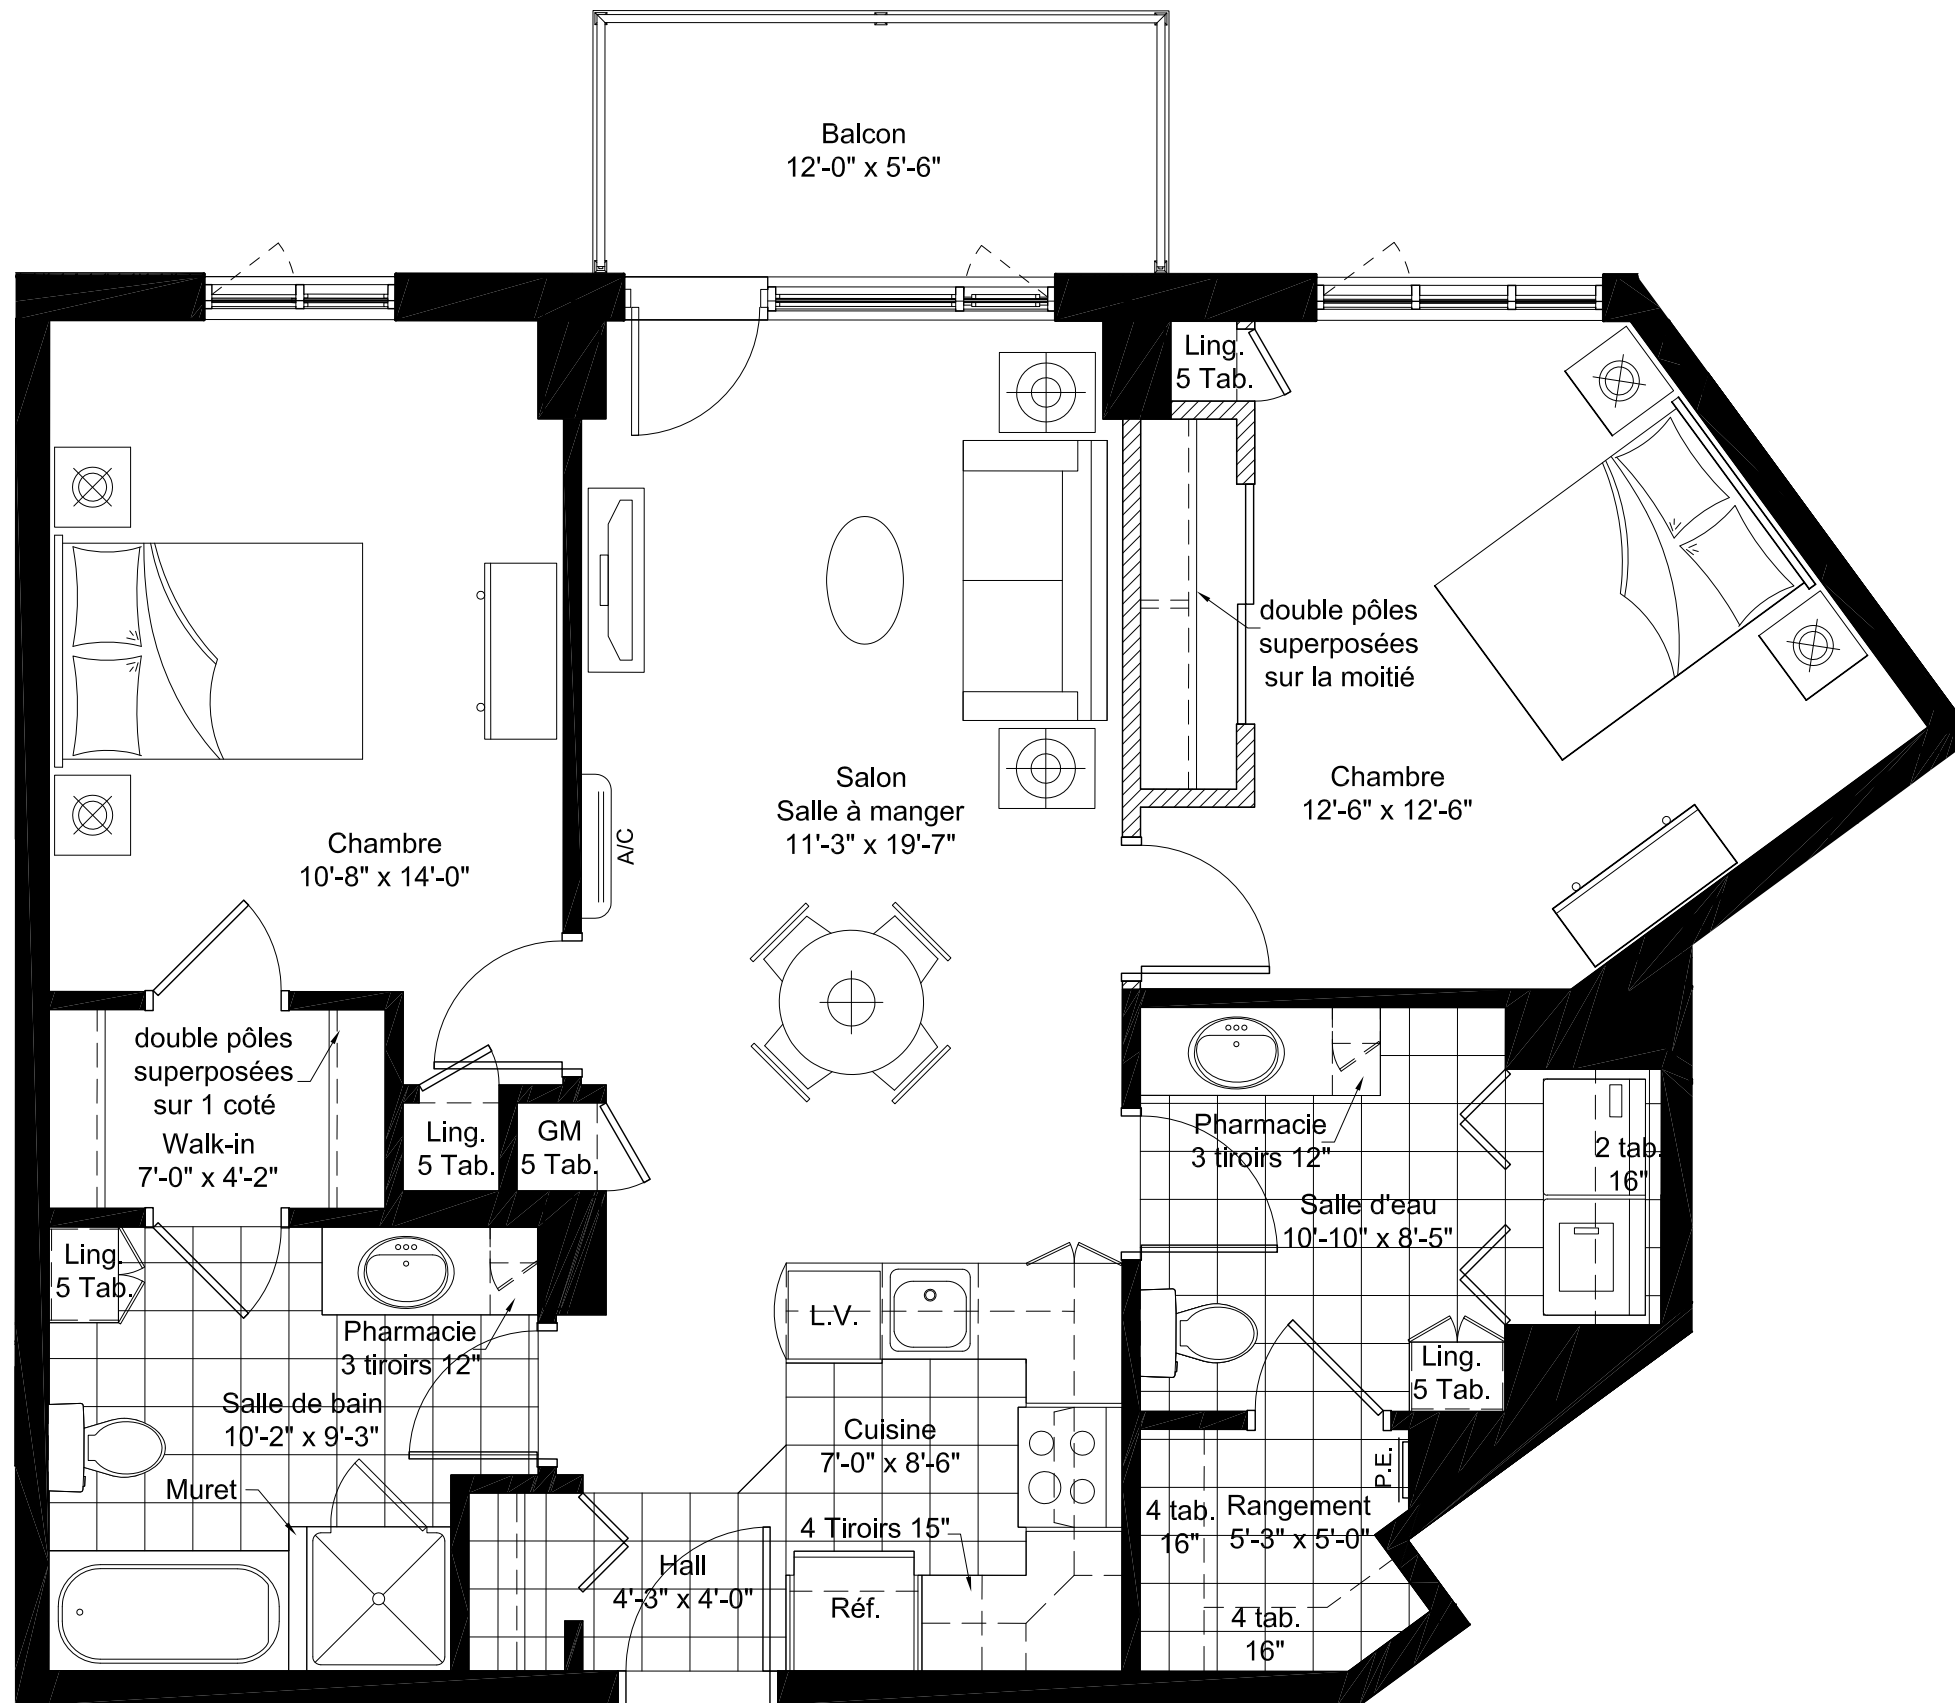 Balcon
12'-0" x 5'-6"
Ling.
5 Tab.
double pôles
superposées
sur la moitié
Salon
Salle à manger
11'-3" x 19'-7"
Chambre
12'-6" x 12'-6"
Chambre
10'-8" x 14'-0"
A/C
double pôles
superposées
sur 1 coté
Walk-in
7'-0" x 4'-2"
Ling.
5 Tab.
GM
5 Tab.
Pharmacie
3 tiroirs 12"
2 tab.
16"
Salle d'eau
10'-10" x 8'-5"
Ling.
5 Tab.
Pharmacie
3 tiroirs 12"
L.V.
Ling.
5 Tab.
Salle de bain
10'-2" x 9'-3"
Cuisine
7'-0" x 8'-6"
Muret
P.E.
4 tab.
16"
Rangement
5'-3" x 5'-0"
4 Tiroirs 15"
Hall
4'-3" x 4'-0"
Réf.
4 tab.
16"